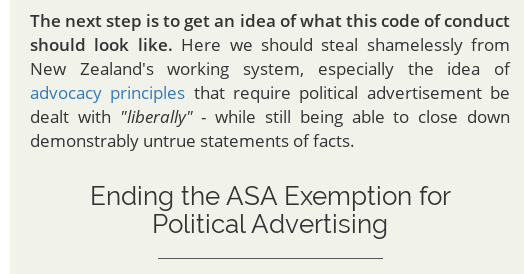 The next step is to get an idea of what this code of conduct
should look like. Here we should steal shamelessly from
New Zealand's working system, especially the idea of
advocacy principles that require political advertisement be
dealt with "liberally" - while still being able to close down
demonstrably untrue statements of facts.
Ending the ASA Exemption for
Political Advertising